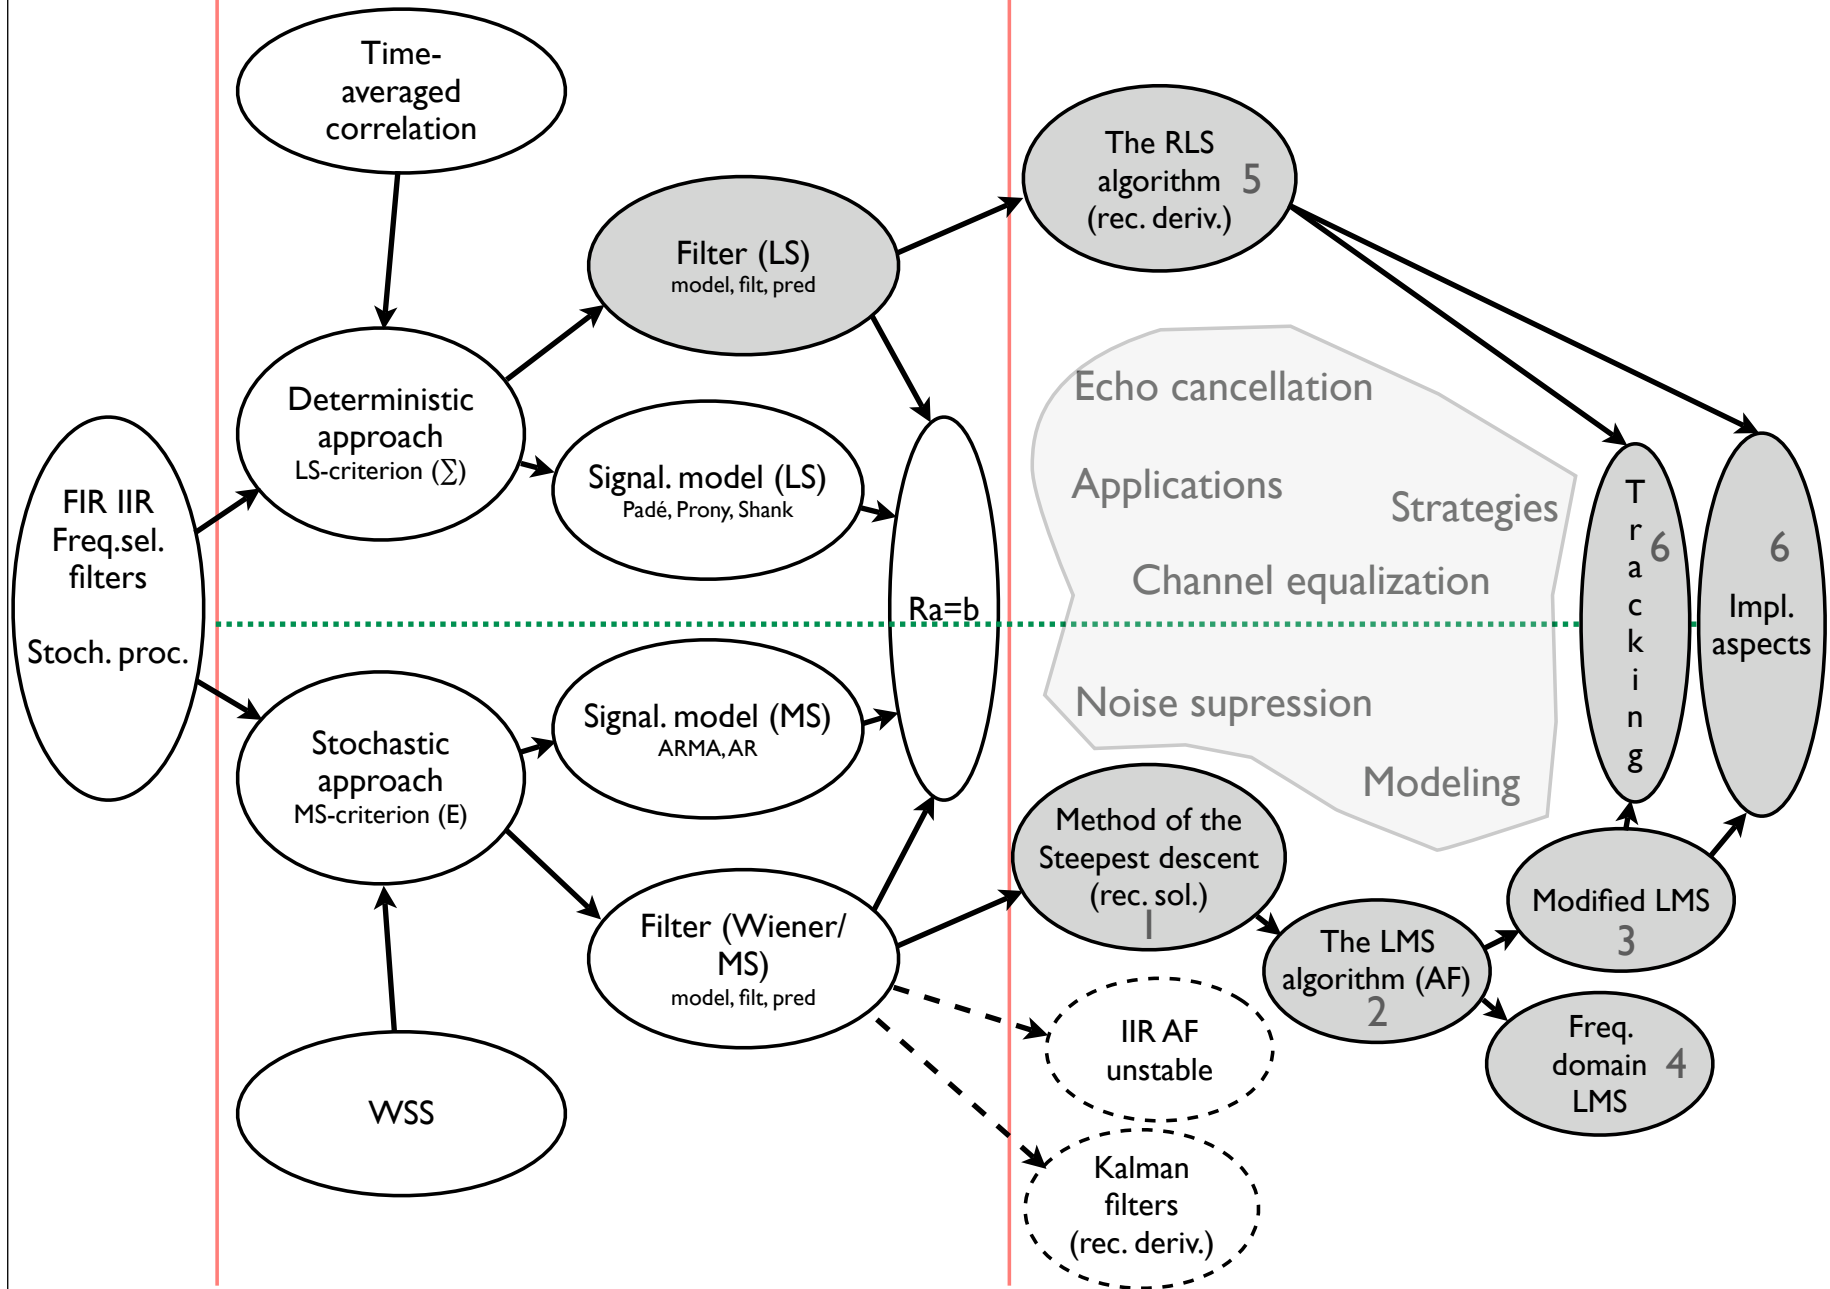 Time-
averaged
correlation
The RLS
algorithm 5
(rec. deriv.)
Filter (LS)
model, filt, pred
Deterministic
approach
LS-criterion (∑)
Signal. model (LS)
Padé, Prony, Shank
FIR IIR
Freq.sel.
filters
Stoch. proc.
Ra=b
Echo cancellation
Applications
Strategies
Channel equalization
Noise supression
Modeling
T
r
a
c
k
i
n
g
6
6
Impl.
aspects
Stochastic
approach
MS-criterion (E)
Signal. model (MS)
ARMA, AR
Filter (Wiener/
MS)
model, filt, pred
WSS
Method of the
Steepest descent
(rec. sol.)
1
The LMS
algorithm (AF)
2
Modified LMS
3
Freq.
domain 4
LMS
IIR AF
unstable
Kalman
filters
(rec. deriv.)